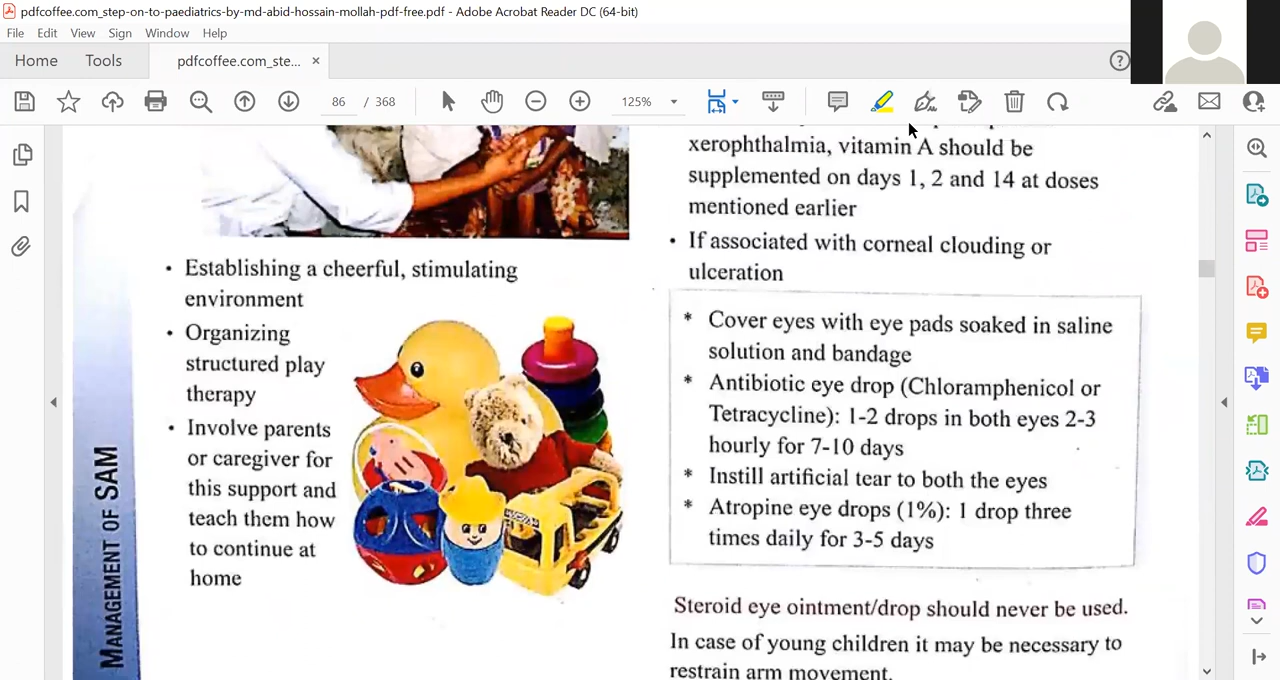 pdfcoffee.com_step-on-to-paediatrics-by-md-abid-hossain-mollah-pdf-free.pdf - Adobe Acrobat Reader DC (64-bit)
File Edit View Sign Window Help
Home Tools pdfcoffee.com_ste... ×
86 / 368 125%
• Establishing a cheerful, stimulating
environment
• Organizing
structured play
therapy
• Involve parents
or caregiver for
this support and
teach them how
to continue at
home
MANAGEMENT OF SAM
xerophthalmia, vitamin A should be
supplemented on days 1, 2 and 14 at doses
mentioned earlier
• If associated with corneal clouding or
ulceration
* Cover eyes with eye pads soaked in saline
solution and bandage
* Antibiotic eye drop (Chloramphenicol or
Tetracycline): 1-2 drops in both eyes 2-3
hourly for 7-10 days
* Instill artificial tear to both the eyes
* Atropine eye drops (1%): 1 drop three
times daily for 3-5 days
Steroid eye ointment/drop should never be used.
In case of young children it may be necessary to
restrain arm movement.